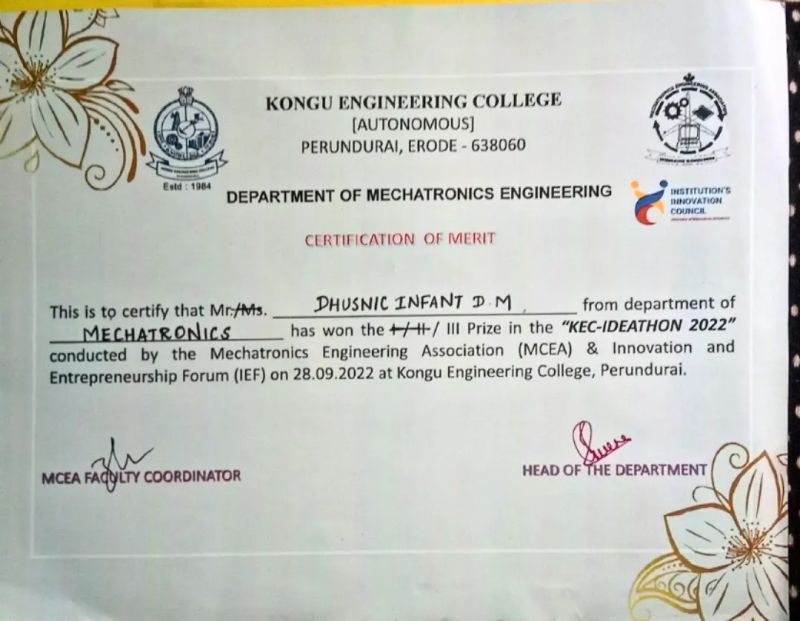 KONGU ENGINEERING COLLEGE
[AUTONOMOUS]
PERUNDURAI, ERODE - 638060
Estd : 1984
DEPARTMENT OF MECHATRONICS ENGINEERING
INSTITUTION'S
INNOVATION
COUNCIL
CERTIFICATION OF MERIT
This is to certify that Mr./Ms. DHUSNIC INFANT D.M from department of
MECHATRONICS has won the I / II / III Prize in the "KEC-IDEATHON 2022"
conducted by the Mechatronics Engineering Association (MCEA) & Innovation and
Entrepreneurship Forum (IEF) on 28.09.2022 at Kongu Engineering College, Perundurai.
MCEA FACULTY COORDINATOR
HEAD OF THE DEPARTMENT